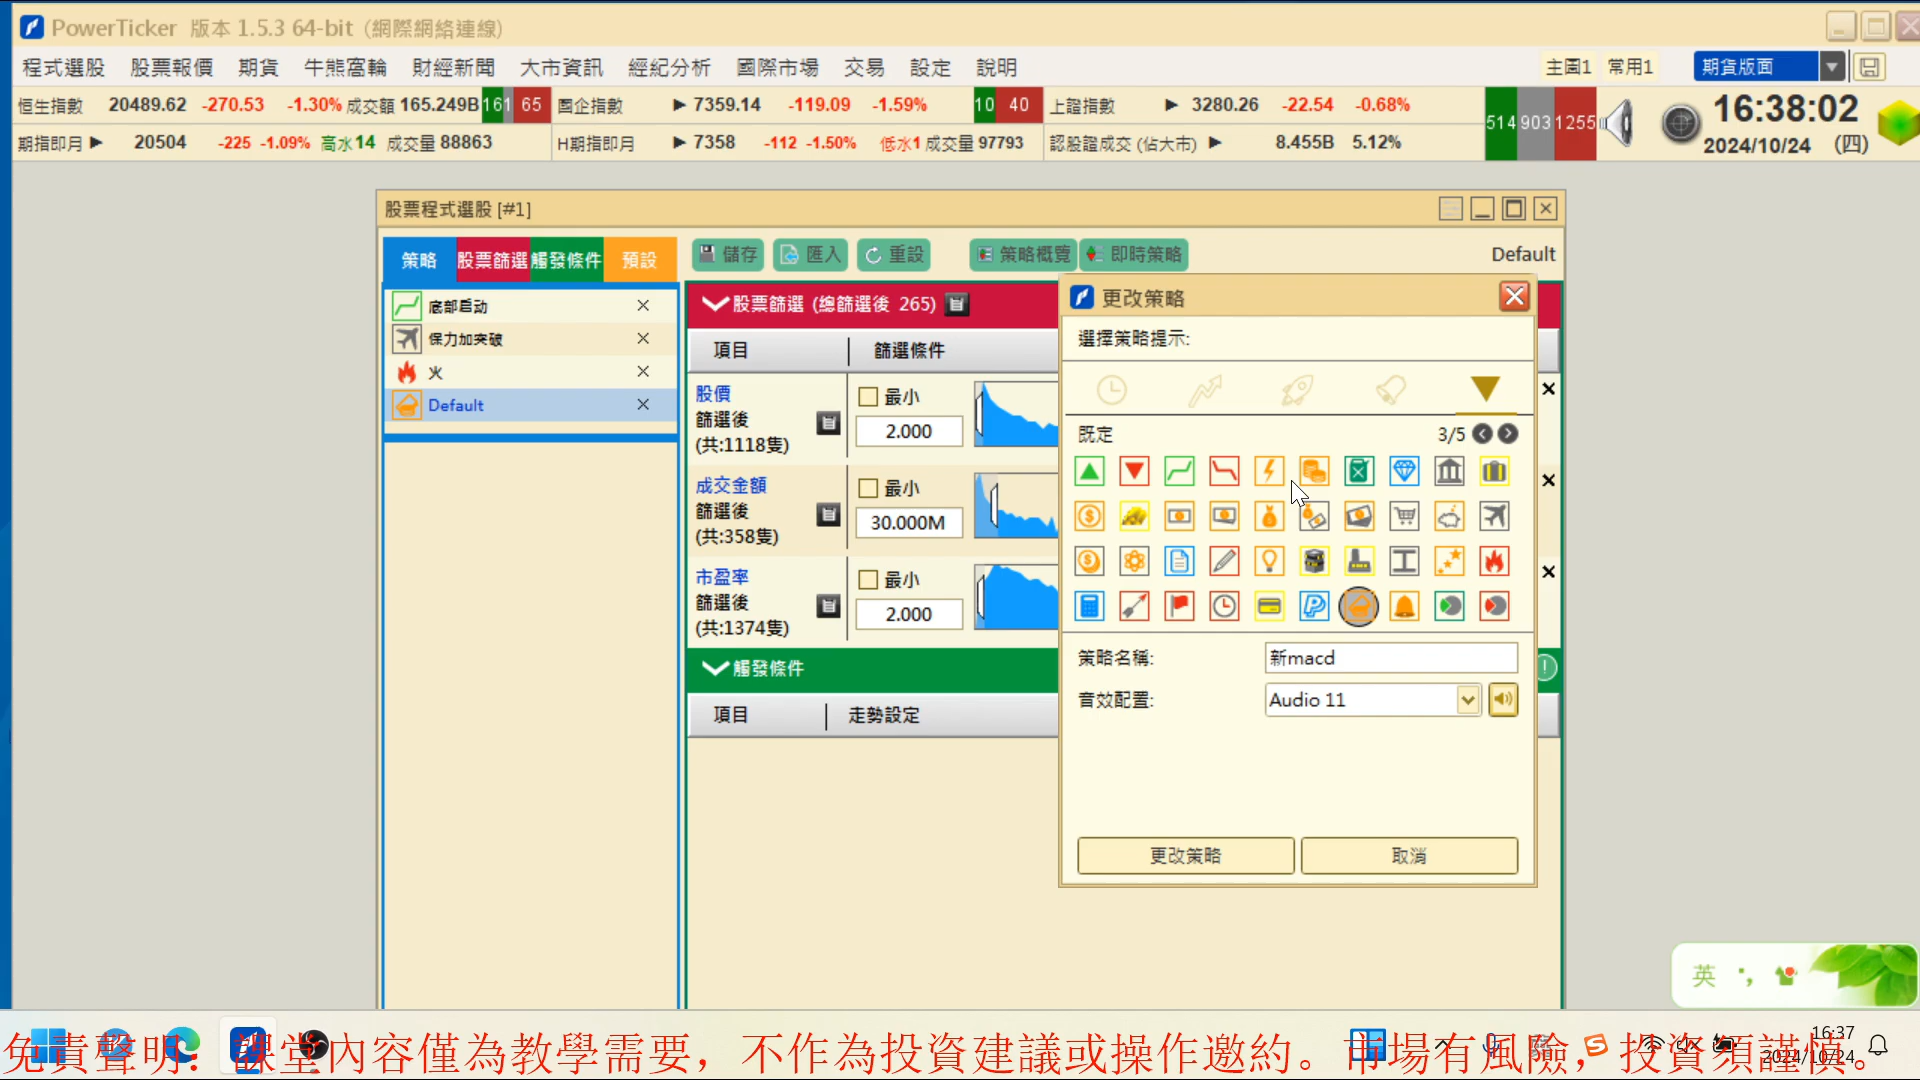 PowerTicker 版本 1.5.3 64-bit (網際網絡連線)
程式選股 股票報價 期貨 牛熊窩輪 財經新聞 大市資訊 經紀分析 國際市場 交易 設定 說明 主圖1 常用1 期貨版面
恒生指數 20489.62 -270.53 -1.30% 成交額 165.249B 161 65 國企指數 ▶ 7359.14 -119.09 -1.59% 10 40 上證指數 ▶ 3280.26 -22.54 -0.68%
514 903 1255 16:38:02
期指即月 ▶ 20504 -225 -1.09% 高水14 成交量 88863 H期指即月 ▶ 7358 -112 -1.50% 低水1 成交量 97793 認股證成交 (佔大市) ▶ 8.455B 5.12%
2024/10/24 (四)
股票程式選股 [#1]
策略 股票篩選 觸發條件 預設 儲存 匯入 重設 策略概覽 即時策略 Default
底部启动
保力加突破
火
Default
股票篩選 (總篩選後 265)
項目 篩選條件
股價
篩選後
(共:1118隻)
最小
2.000
成交金額
篩選後
(共:358隻)
最小
30.000M
市盈率
篩選後
(共:1374隻)
最小
2.000
觸發條件
項目 走勢設定
更改策略
選擇策略提示:
既定 3/5
策略名稱: 新macd
音效配置: Audio 11
更改策略 取消
英
16:37
2024/10/24
免責聲明：課堂內容僅為教學需要，不作為投資建議或操作邀約。市場有風險，投資須謹慎。